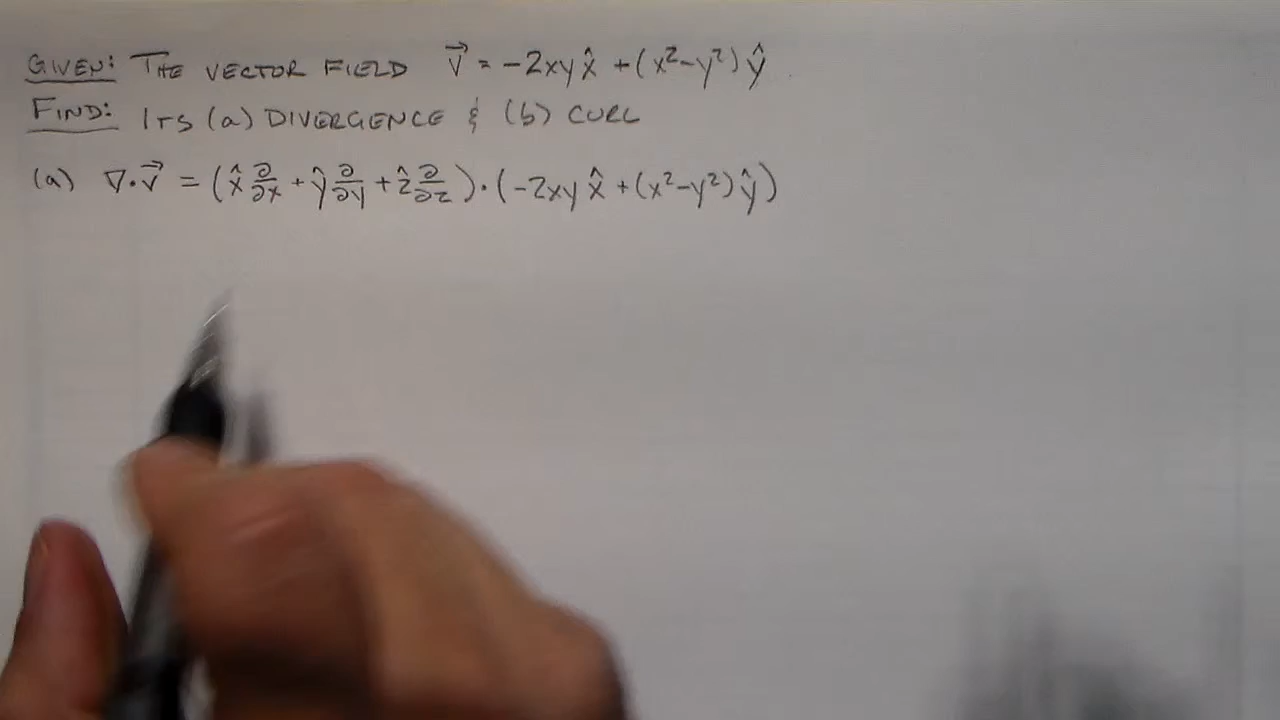 GIVEN: THE VECTOR FIELD v⃗ = -2xy x̂ + (x² - y²) ŷ
FIND: ITS (a) DIVERGENCE & (b) CURL
(a) ∇·v⃗ = (x̂ ∂/∂x + ŷ ∂/∂y + ẑ ∂/∂z)·(-2xy x̂ + (x² - y²) ŷ)